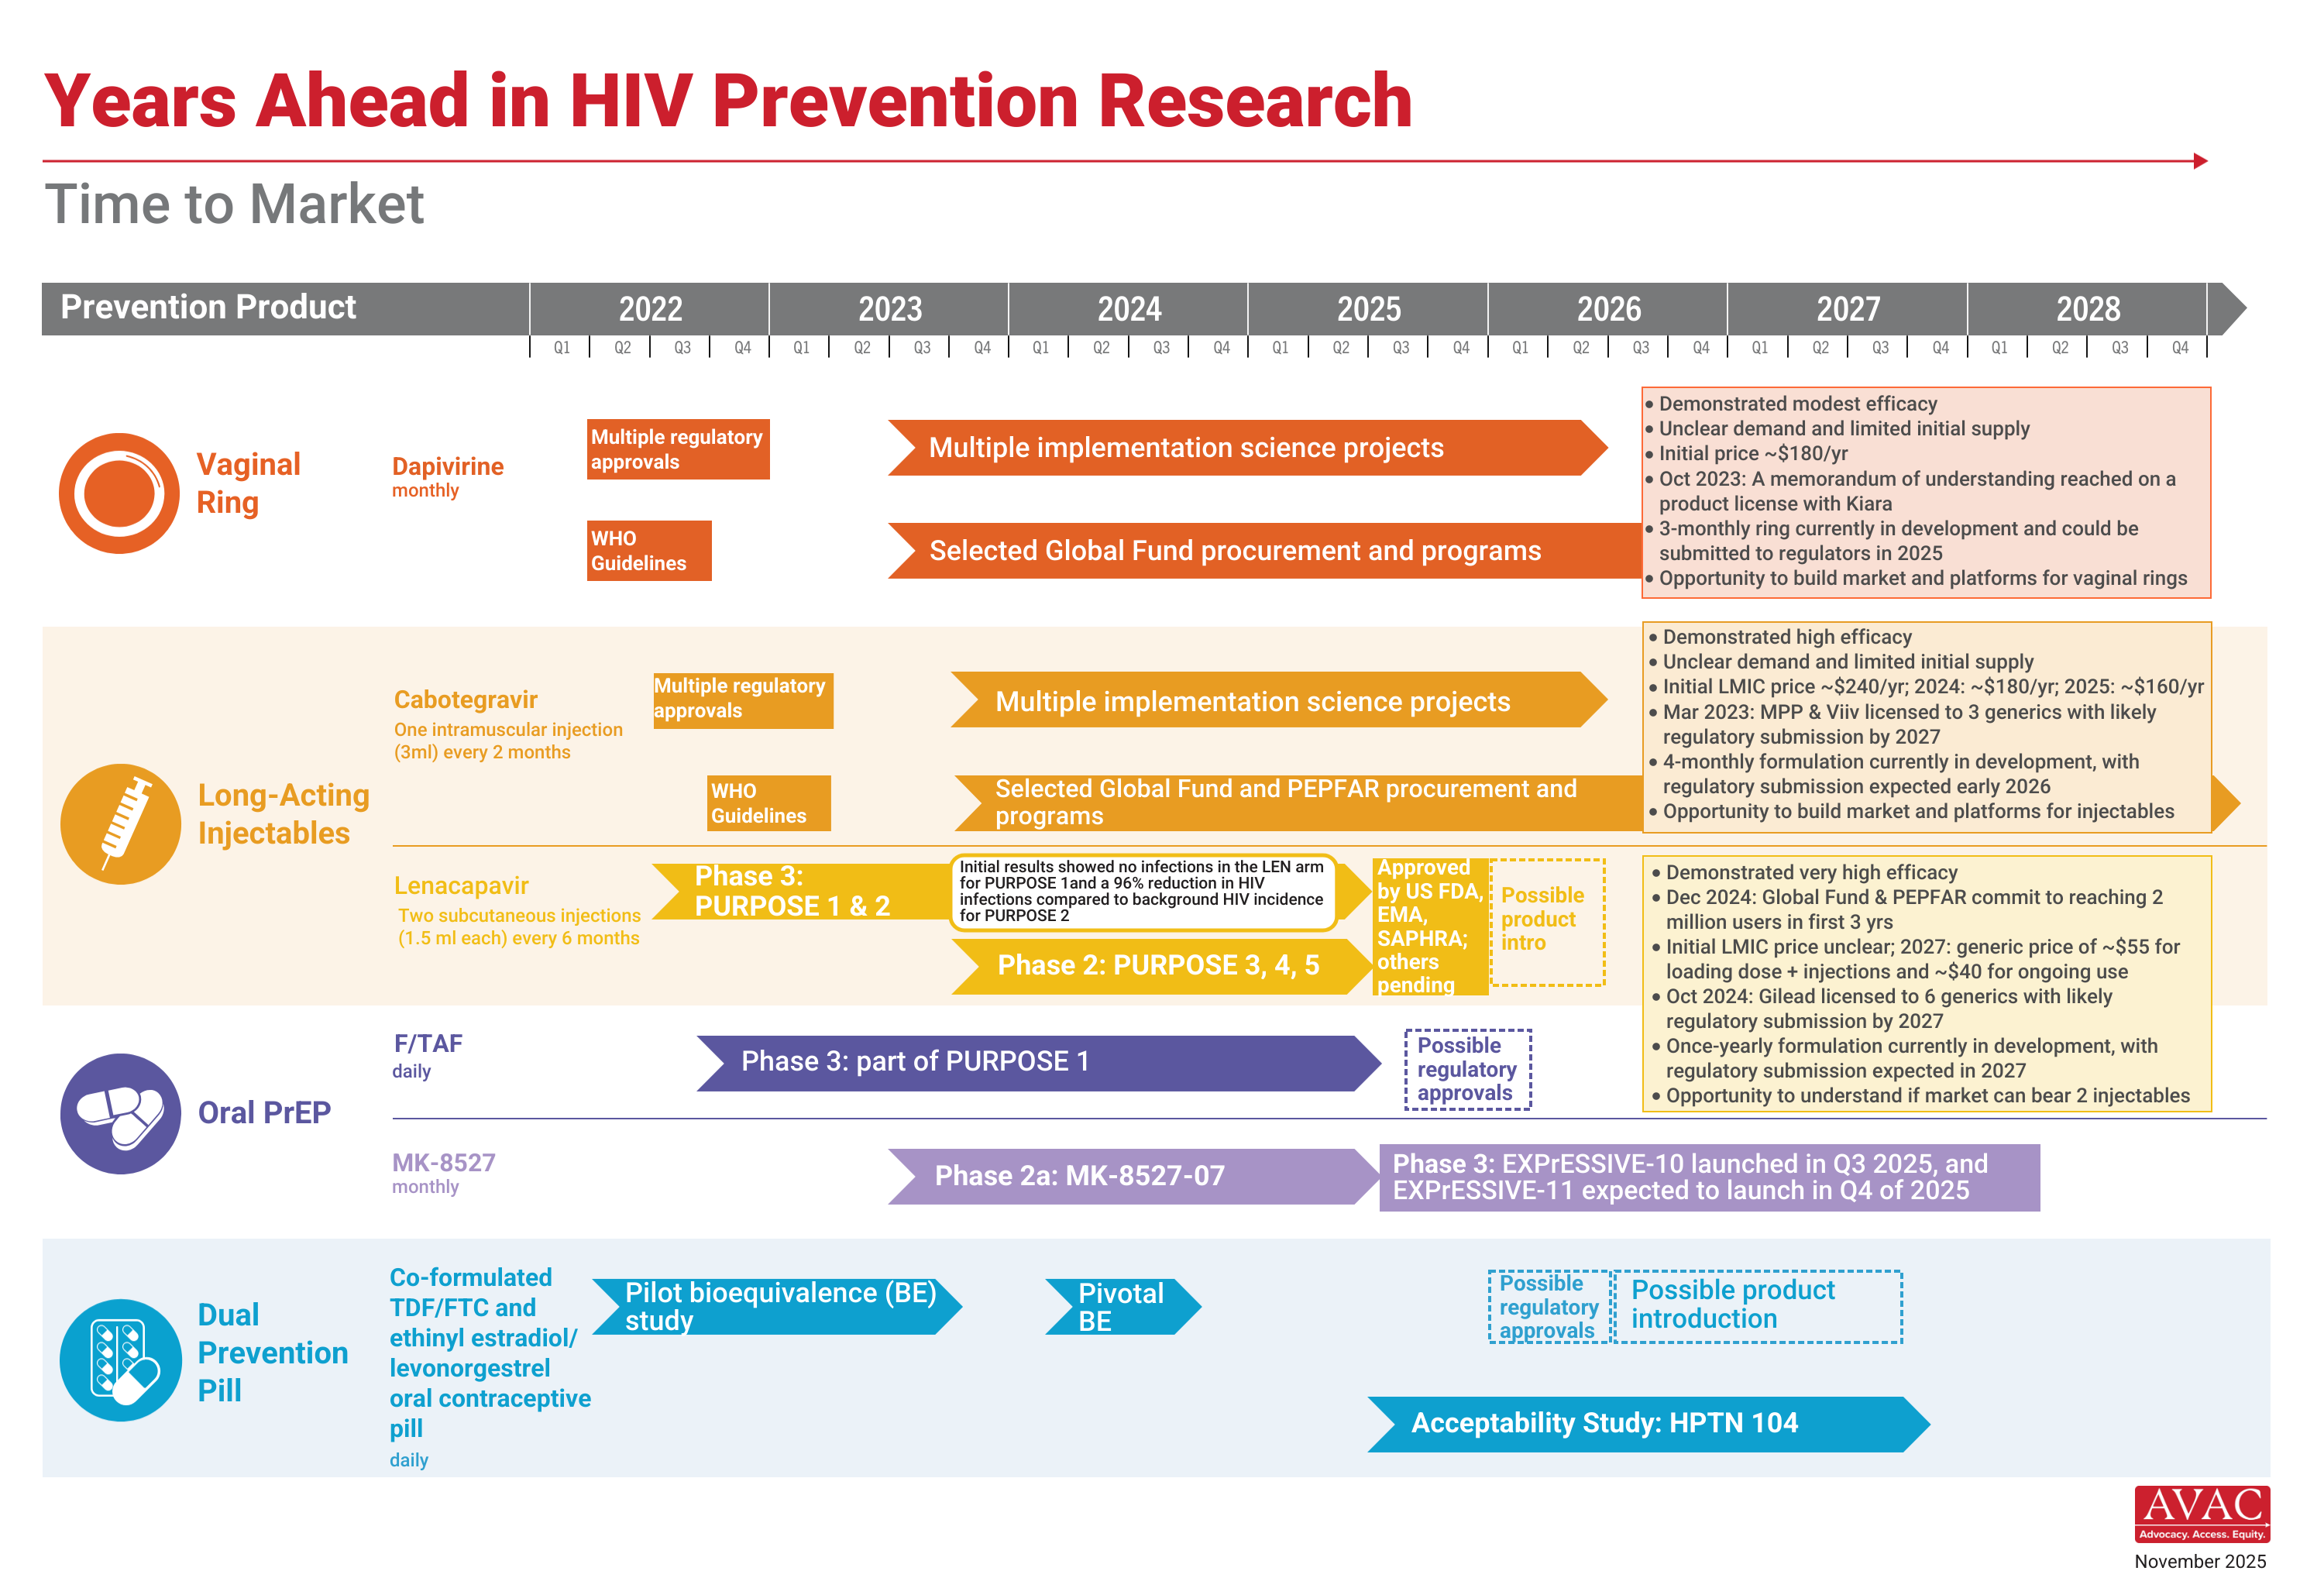 Years Ahead in HIV Prevention Research
Time to Market
Prevention Product
2022
2023
2024
2025
2026
2027
2028
Q1 Q2 Q3 Q4 Q1 Q2 Q3 Q4 Q1 Q2 Q3 Q4 Q1 Q2 Q3 Q4 Q1 Q2 Q3 Q4 Q1 Q2 Q3 Q4 Q1 Q2 Q3 Q4
Vaginal
Ring
Dapivirine
monthly
Multiple regulatory
approvals
Multiple implementation science projects
WHO
Guidelines
Selected Global Fund procurement and programs
• Demonstrated modest efficacy
• Unclear demand and limited initial supply
• Initial price ~$180/yr
• Oct 2023: A memorandum of understanding reached on a
product license with Kiara
• 3-monthly ring currently in development and could be
submitted to regulators in 2025
• Opportunity to build market and platforms for vaginal rings
Long-Acting
Injectables
Cabotegravir
One intramuscular injection
(3ml) every 2 months
Multiple regulatory
approvals
Multiple implementation science projects
WHO
Guidelines
Selected Global Fund and PEPFAR procurement and
programs
• Demonstrated high efficacy
• Unclear demand and limited initial supply
• Initial LMIC price ~$240/yr; 2024: ~$180/yr; 2025: ~$160/yr
• Mar 2023: MPP & Viiv licensed to 3 generics with likely
regulatory submission by 2027
• 4-monthly formulation currently in development, with
regulatory submission expected early 2026
• Opportunity to build market and platforms for injectables
Lenacapavir
Two subcutaneous injections
(1.5 ml each) every 6 months
Phase 3:
PURPOSE 1 & 2
Initial results showed no infections in the LEN arm
for PURPOSE 1and a 96% reduction in HIV
infections compared to background HIV incidence
for PURPOSE 2
Phase 2: PURPOSE 3, 4, 5
Approved
by US FDA,
EMA,
SAPHRA;
others
pending
Possible
product
intro
• Demonstrated very high efficacy
• Dec 2024: Global Fund & PEPFAR commit to reaching 2
million users in first 3 yrs
• Initial LMIC price unclear; 2027: generic price of ~$55 for
loading dose + injections and ~$40 for ongoing use
• Oct 2024: Gilead licensed to 6 generics with likely
regulatory submission by 2027
• Once-yearly formulation currently in development, with
regulatory submission expected in 2027
• Opportunity to understand if market can bear 2 injectables
Oral PrEP
F/TAF
daily
Phase 3: part of PURPOSE 1
Possible
regulatory
approvals
MK-8527
monthly
Phase 2a: MK-8527-07
Phase 3: EXPrESSIVE-10 launched in Q3 2025, and
EXPrESSIVE-11 expected to launch in Q4 of 2025
Dual
Prevention
Pill
Co-formulated
TDF/FTC and
ethinyl estradiol/
levonorgestrel
oral contraceptive
pill
daily
Pilot bioequivalence (BE)
study
Pivotal
BE
Possible
regulatory
approvals
Possible product
introduction
Acceptability Study: HPTN 104
AVAC
Advocacy. Access. Equity.
November 2025